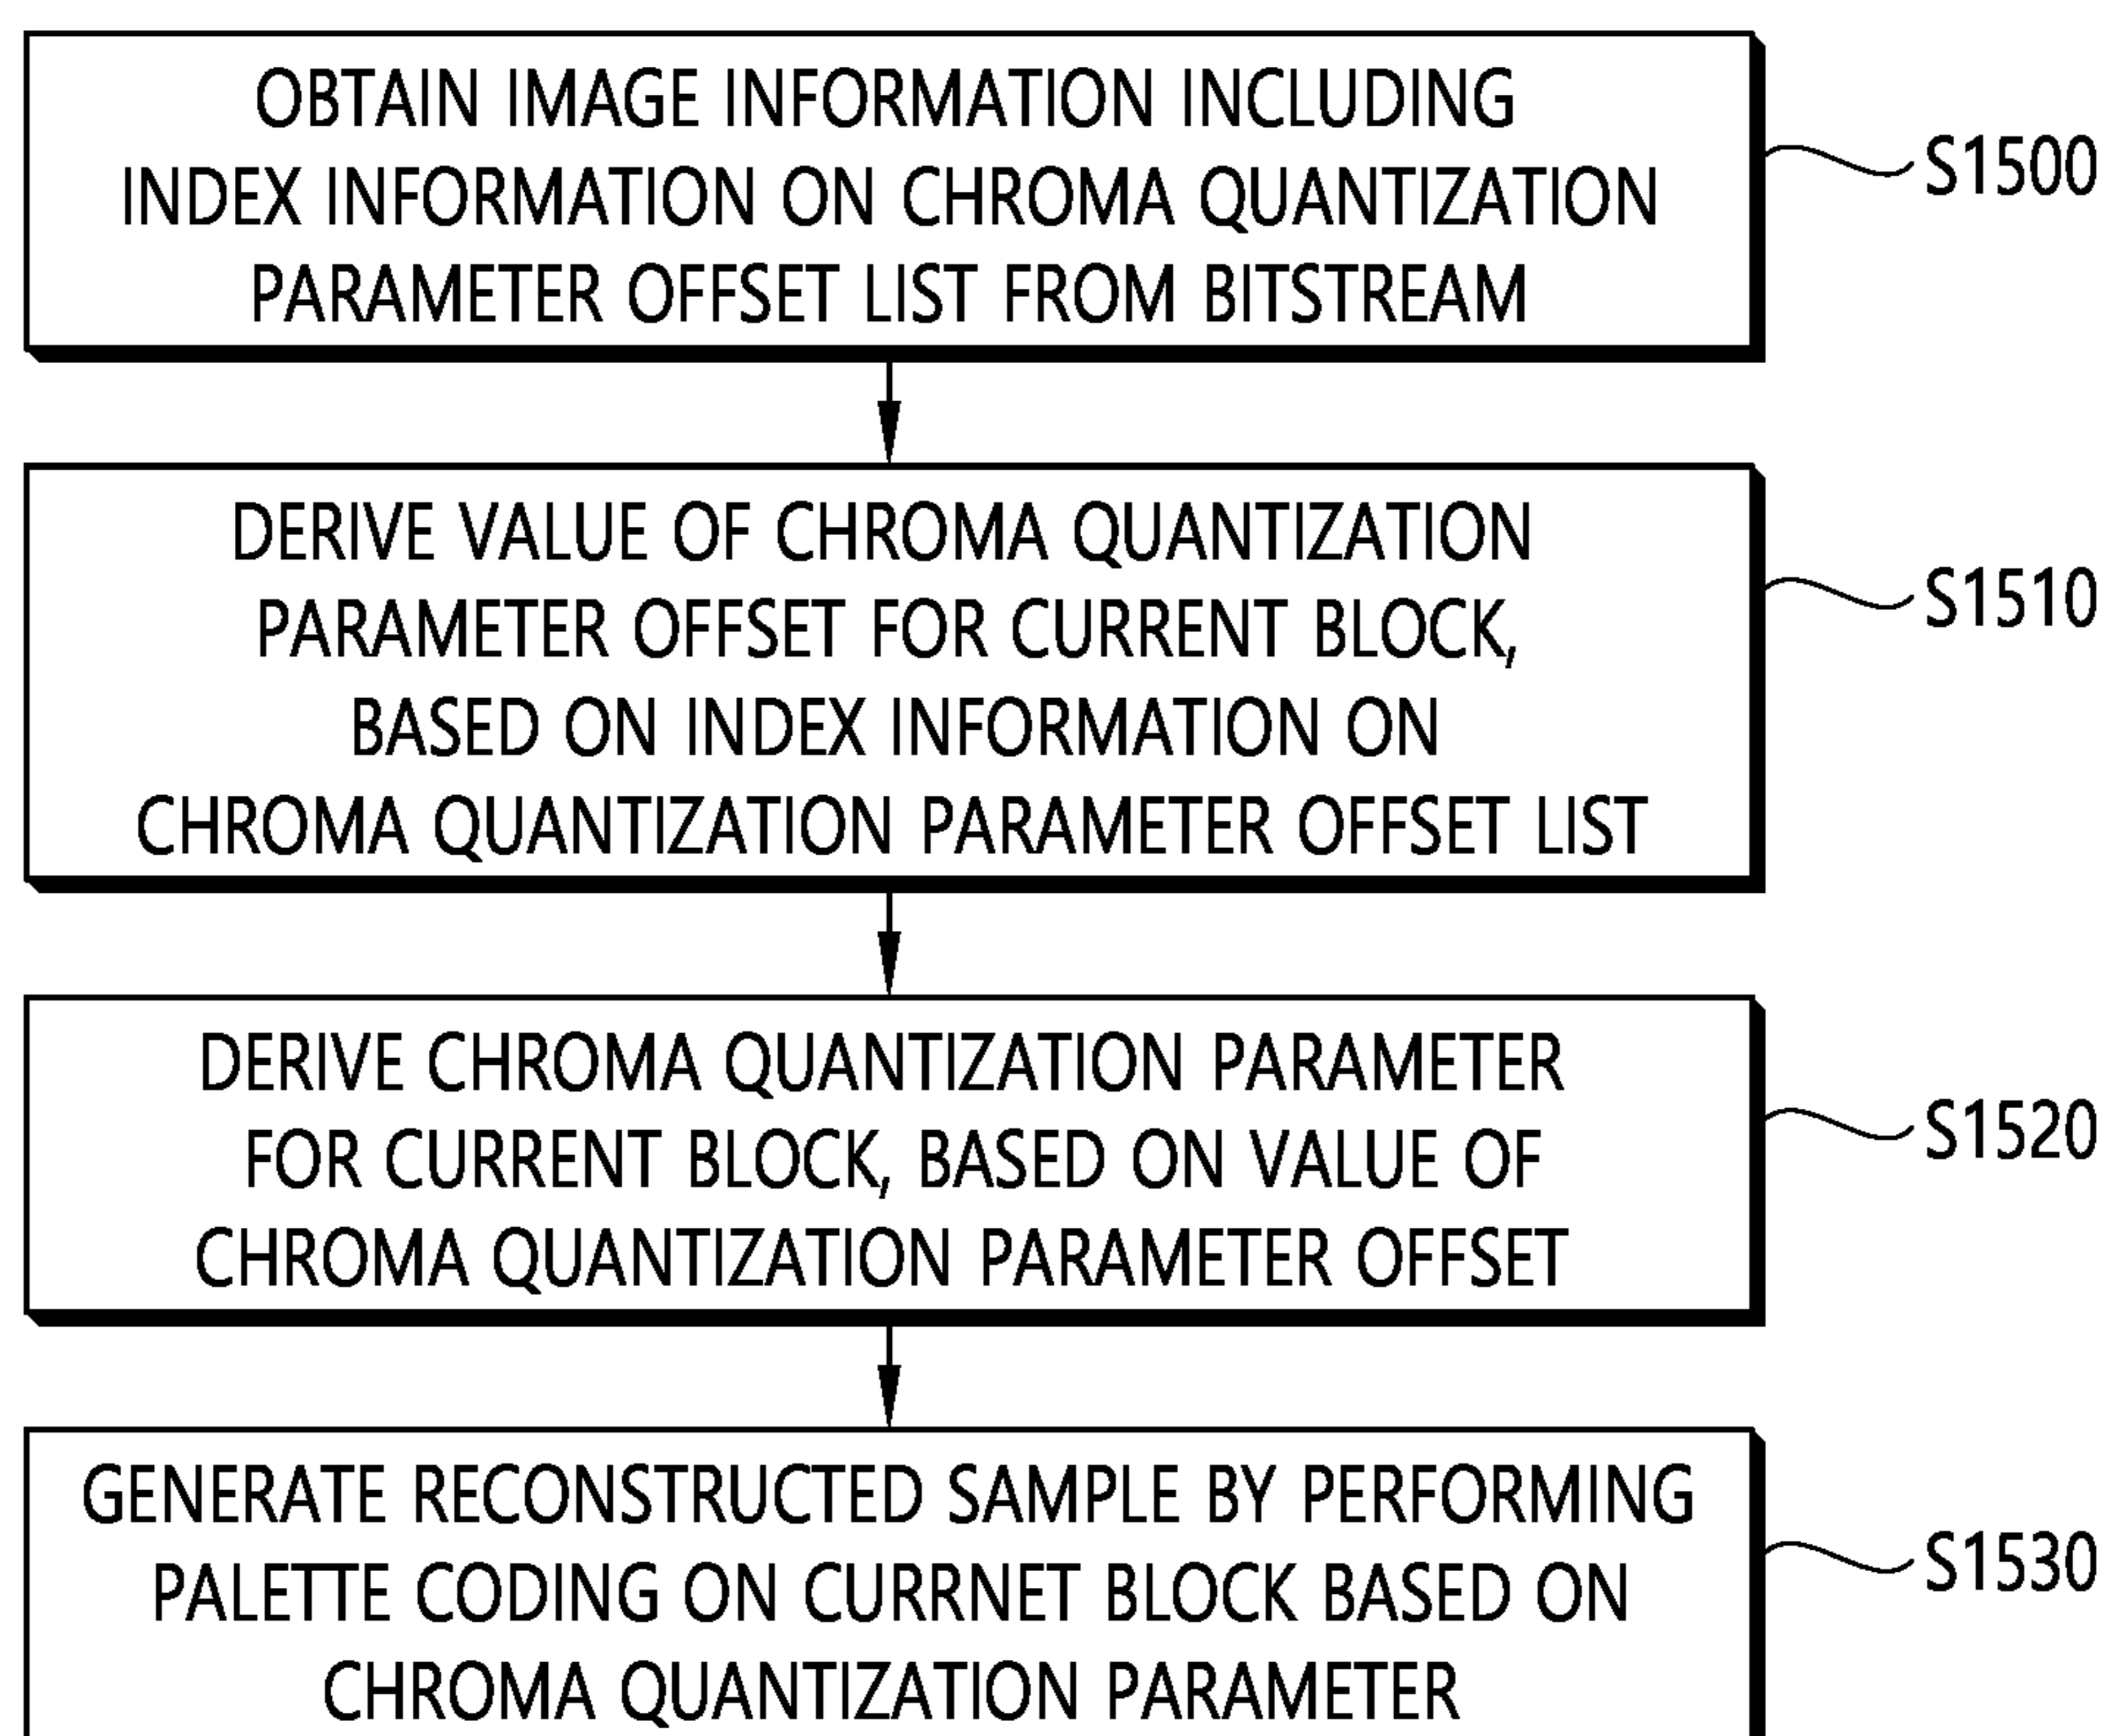 OBTAIN IMAGE INFORMATION INCLUDING
INDEX INFORMATION ON CHROMA QUANTIZATION
PARAMETER OFFSET LIST FROM BITSTREAM
S1500
DERIVE VALUE OF CHROMA QUANTIZATION
PARAMETER OFFSET FOR CURRENT BLOCK,
BASED ON INDEX INFORMATION ON
CHROMA QUANTIZATION PARAMETER OFFSET LIST
S1510
DERIVE CHROMA QUANTIZATION PARAMETER
FOR CURRENT BLOCK, BASED ON VALUE OF
CHROMA QUANTIZATION PARAMETER OFFSET
S1520
GENERATE RECONSTRUCTED SAMPLE BY PERFORMING
PALETTE CODING ON CURRNET BLOCK BASED ON
CHROMA QUANTIZATION PARAMETER
S1530